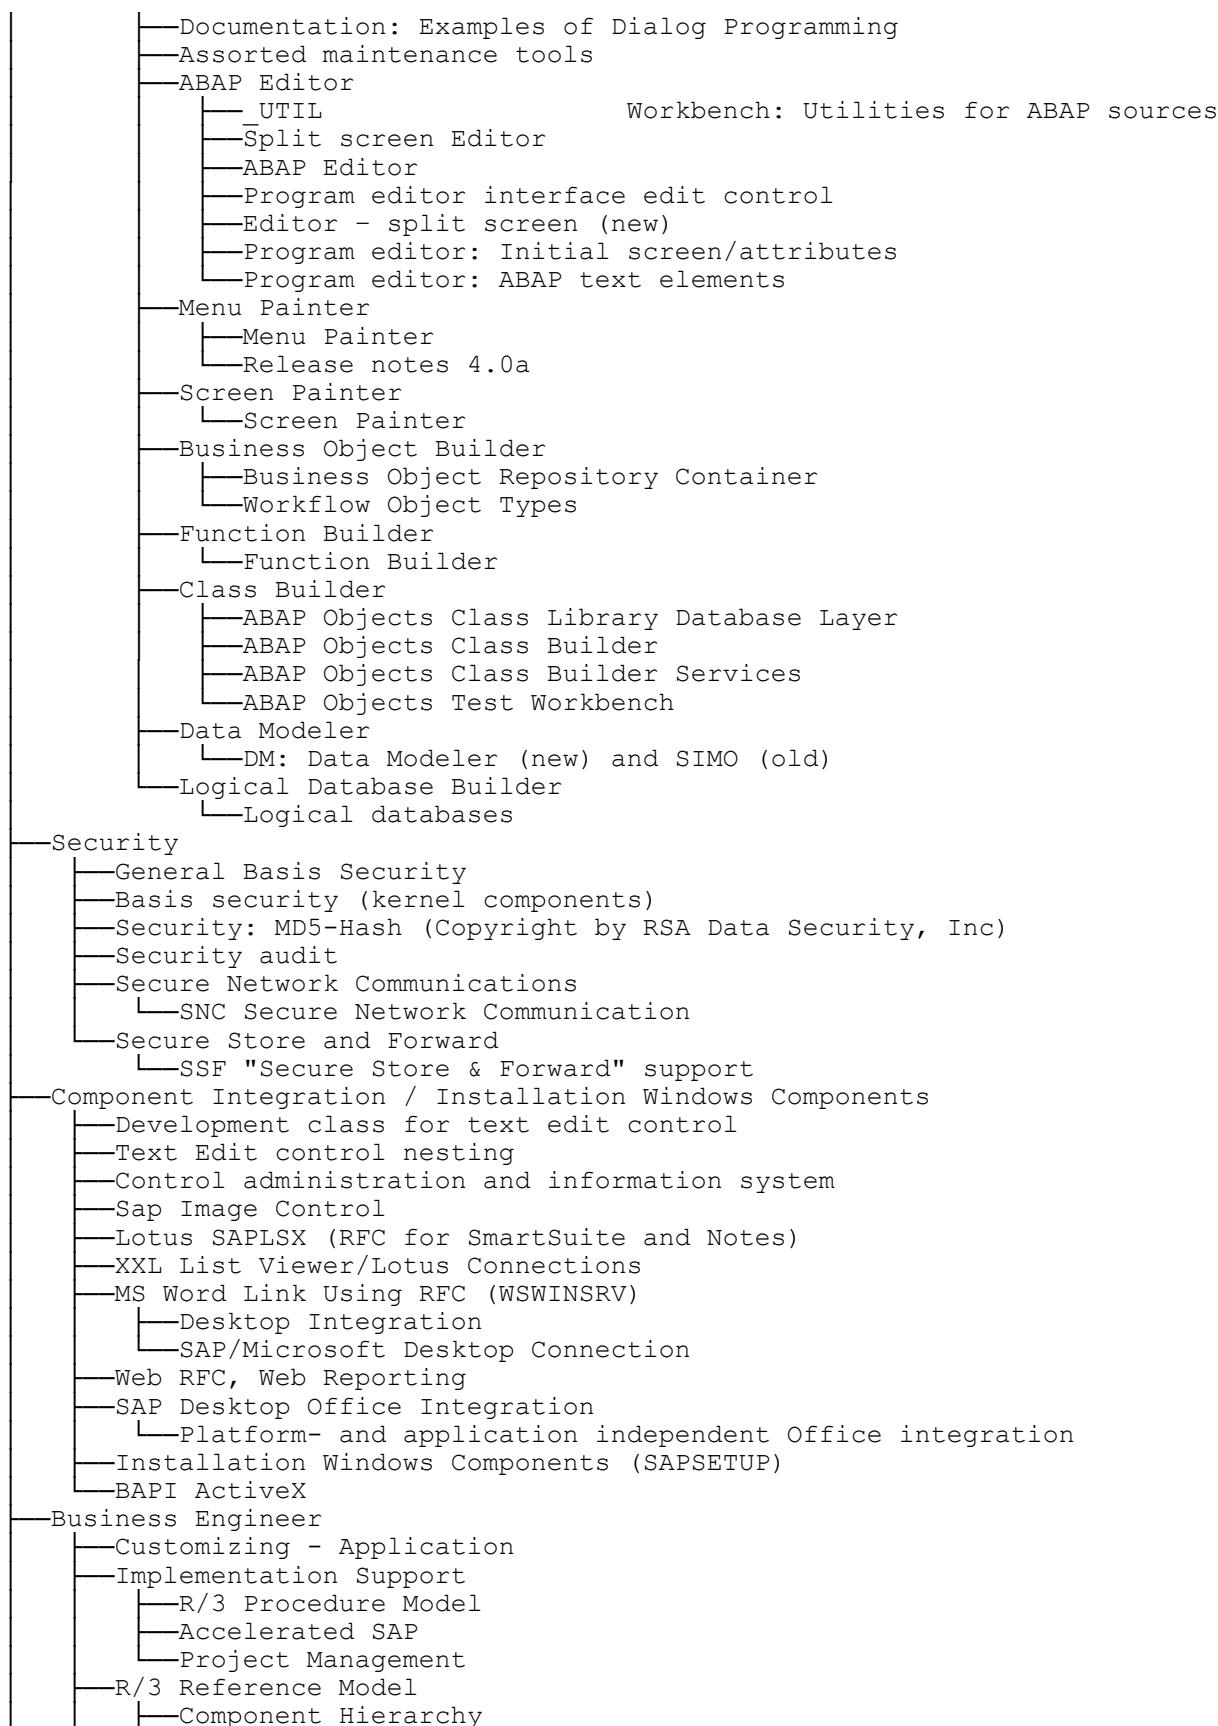 Documentation: Examples of Dialog Programming
Assorted maintenance tools
ABAP Editor
_UTIL Workbench: Utilities for ABAP sources
Split screen Editor
ABAP Editor
Program editor interface edit control
Editor – split screen (new)
Program editor: Initial screen/attributes
Program editor: ABAP text elements
Menu Painter
Menu Painter
Release notes 4.0a
Screen Painter
Screen Painter
Business Object Builder
Business Object Repository Container
Workflow Object Types
Function Builder
Function Builder
Class Builder
ABAP Objects Class Library Database Layer
ABAP Objects Class Builder
ABAP Objects Class Builder Services
ABAP Objects Test Workbench
Data Modeler
DM: Data Modeler (new) and SIMO (old)
Logical Database Builder
Logical databases
Security
General Basis Security
Basis security (kernel components)
Security: MD5-Hash (Copyright by RSA Data Security, Inc)
Security audit
Secure Network Communications
SNC Secure Network Communication
Secure Store and Forward
SSF "Secure Store & Forward" support
Component Integration / Installation Windows Components
Development class for text edit control
Text Edit control nesting
Control administration and information system
Sap Image Control
Lotus SAPLSX (RFC for SmartSuite and Notes)
XXL List Viewer/Lotus Connections
MS Word Link Using RFC (WSWINSRV)
Desktop Integration
SAP/Microsoft Desktop Connection
Web RFC, Web Reporting
SAP Desktop Office Integration
Platform- and application independent Office integration
Installation Windows Components (SAPSETUP)
BAPI ActiveX
Business Engineer
Customizing - Application
Implementation Support
R/3 Procedure Model
Accelerated SAP
Project Management
R/3 Reference Model
Component Hierarchy